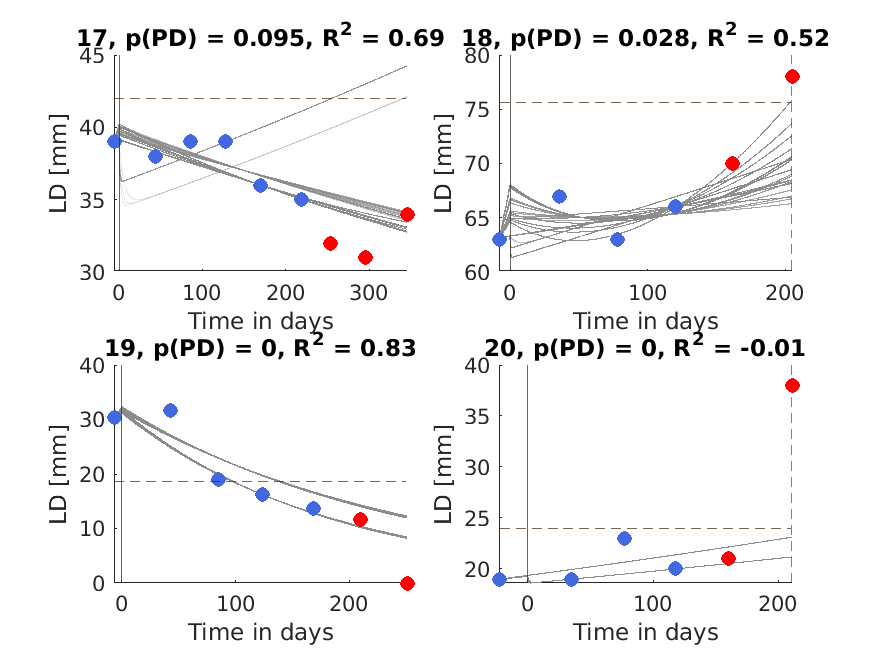 17, p(PD) = 0.095, R² = 0.69
45
40
35
30
LD [mm]
0
100
200
300
Time in days
18, p(PD) = 0.028, R² = 0.52
80
75
70
65
60
LD [mm]
0
100
200
Time in days
19, p(PD) = 0, R² = 0.83
40
30
20
10
0
LD [mm]
0
100
200
Time in days
20, p(PD) = 0, R² = -0.01
40
35
30
25
20
LD [mm]
0
100
200
Time in days